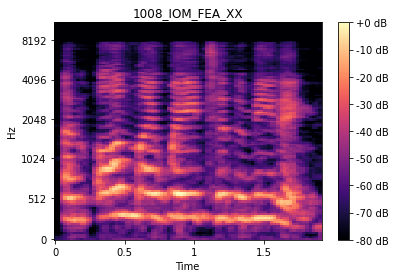 1008_IOM_FEA_XX
+0 dB
8192
-10 dB
4096
-20 dB
-30 dB
2048
Hz
-40 dB
1024
-50 dB
512
-60 dB
-70 dB
0
-80 dB
0
0.5
1
1.5
Time